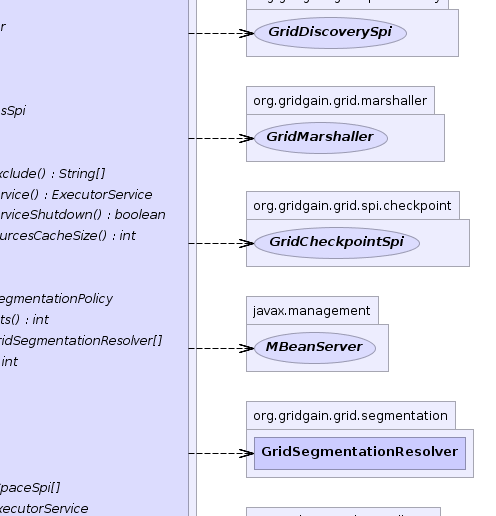 r
GridDiscoverySpi
org.gridgain.grid.marshaller
sSpi
GridMarshaller
xclude() : String[]
rvice() : ExecutorService
org.gridgain.grid.spi.checkpoint
rviceShutdown() : boolean
urcesCacheSize() : int
GridCheckpointSpi
egmentationPolicy
javax.management
ts() : int
ridSegmentationResolver[]
MBeanServer
int
org.gridgain.grid.segmentation
GridSegmentationResolver
paceSpi[]
xecutorService